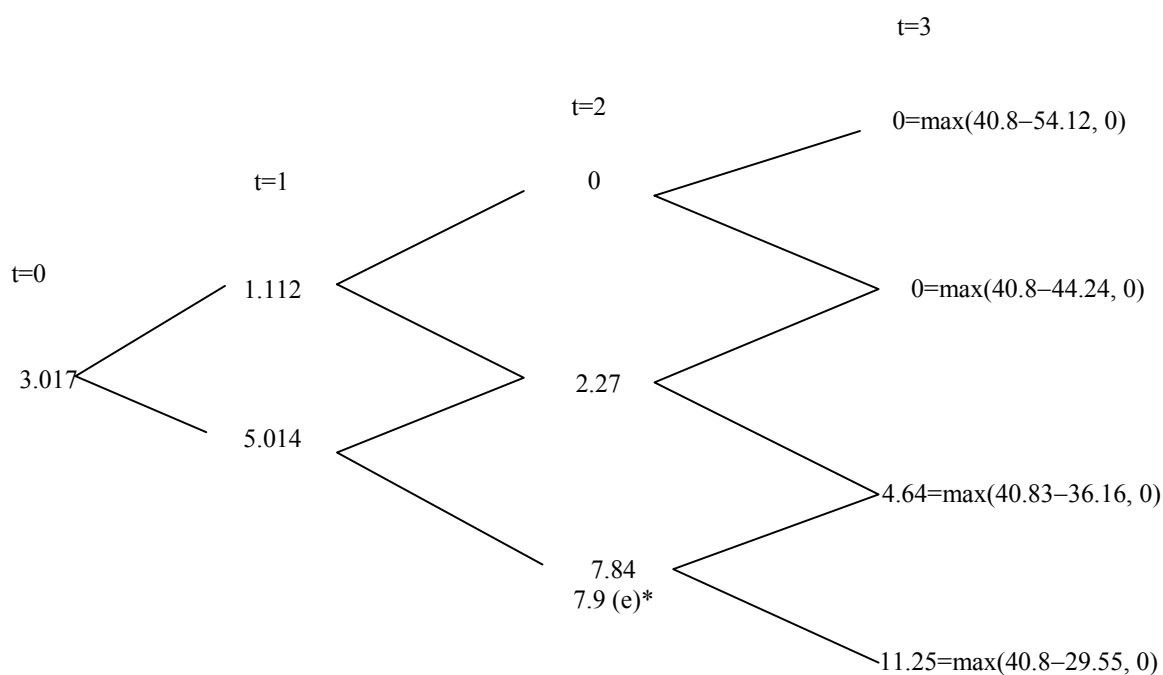 t=3
t=2
0=max(40.8–54.12, 0)
t=1
0
t=0
1.112
0=max(40.8–44.24, 0)
3.017
2.27
5.014
4.64=max(40.83–36.16, 0)
7.84
7.9 (e)*
11.25=max(40.8–29.55, 0)